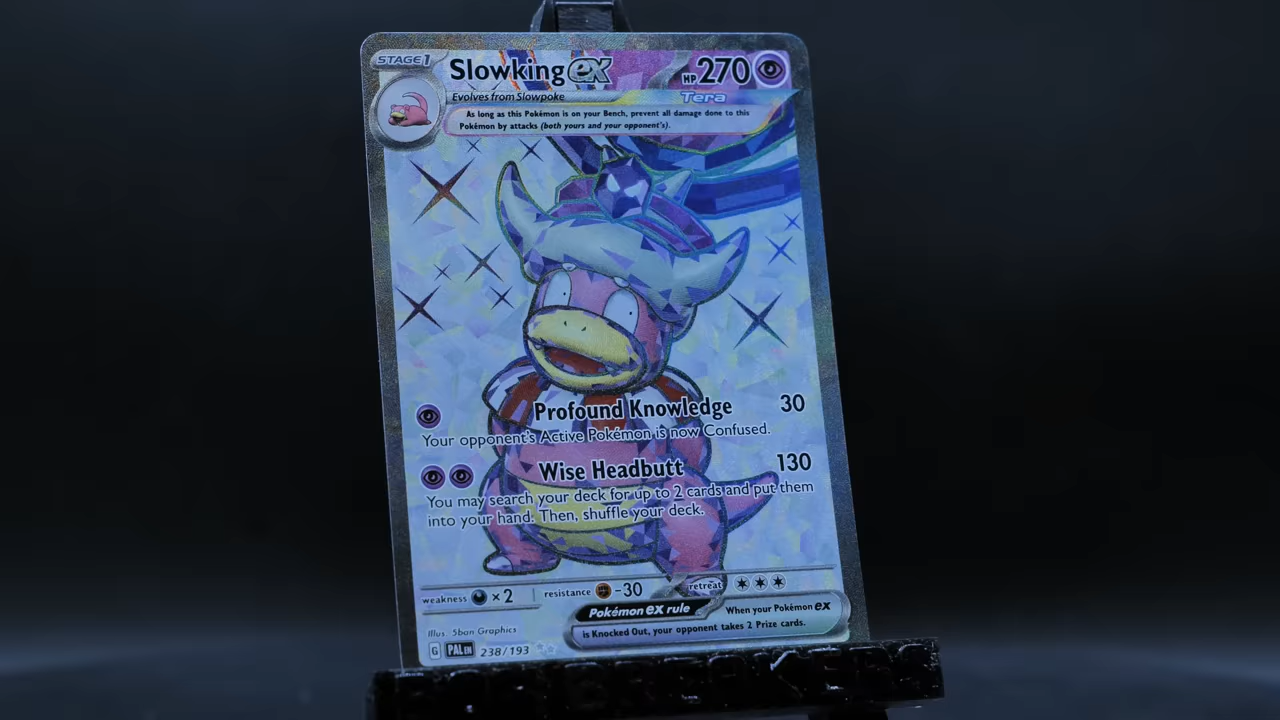 STAGE 1
Slowking ex
HP 270
Evolves from Slowpoke
Tera
As long as this Pokémon is on your Bench, prevent all damage done to this
Pokémon by attacks (both yours and your opponent's).
Profound Knowledge 30
Your opponent's Active Pokémon is now Confused.
Wise Headbutt 130
You may search your deck for up to 2 cards and put them
into your hand. Then, shuffle your deck.
weakness ×2 resistance -30 retreat
Pokémon ex rule
When your Pokémon ex
is Knocked Out, your opponent takes 2 Prize cards.
Illus. 5ban Graphics
G PAL EN 238/193